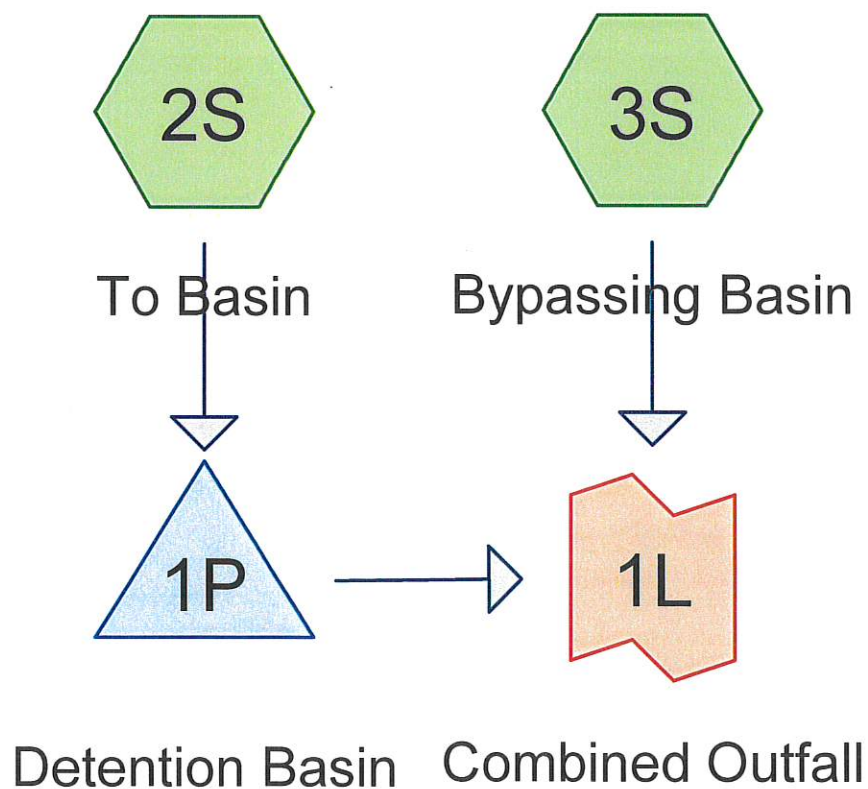 2S
3S
To Basin
Bypassing Basin
1P
1L
Detention Basin
Combined Outfall